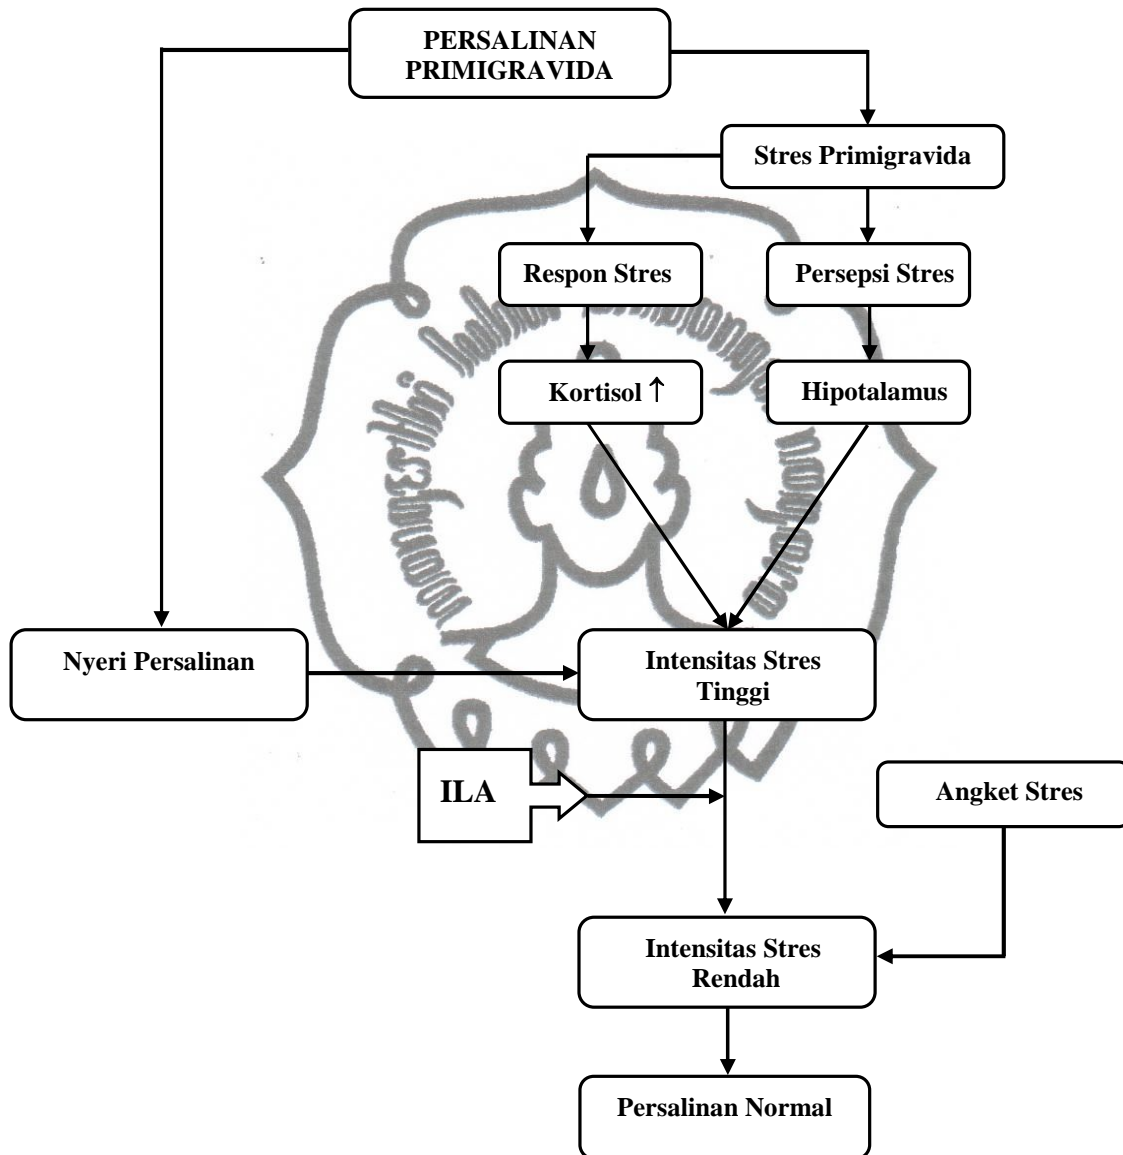 PERSALINAN
PRIMIGRAVIDA
Stres Primigravida
Respon Stres
Persepsi Stres
Kortisol ↑
Hipotalamus
Nyeri Persalinan
Intensitas Stres
Tinggi
ILA
Angket Stres
Intensitas Stres
Rendah
Persalinan Normal